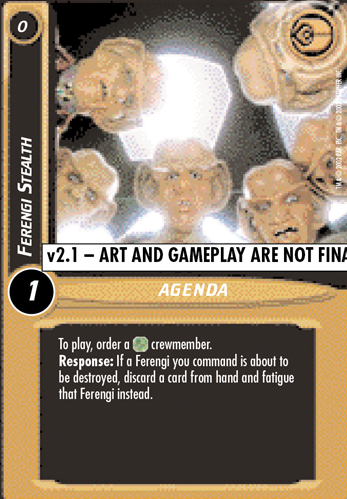 0
FERENGI STEALTH
v2.1 – ART AND GAMEPLAY ARE NOT FINA
1
AGENDA
To play, order a crewmember.
Response: If a Ferengi you command is about to
be destroyed, discard a card from hand and fatigue
that Ferengi instead.